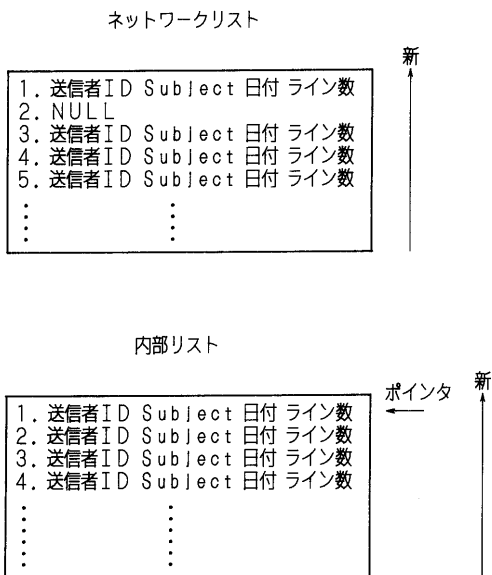 ネットワークリスト
新
1. 送信者ID Subject 日付 ライン数
2. NULL
3. 送信者ID Subject 日付 ライン数
4. 送信者ID Subject 日付 ライン数
5. 送信者ID Subject 日付 ライン数
内部リスト
ポインタ
新
1. 送信者ID Subject 日付 ライン数
2. 送信者ID Subject 日付 ライン数
3. 送信者ID Subject 日付 ライン数
4. 送信者ID Subject 日付 ライン数